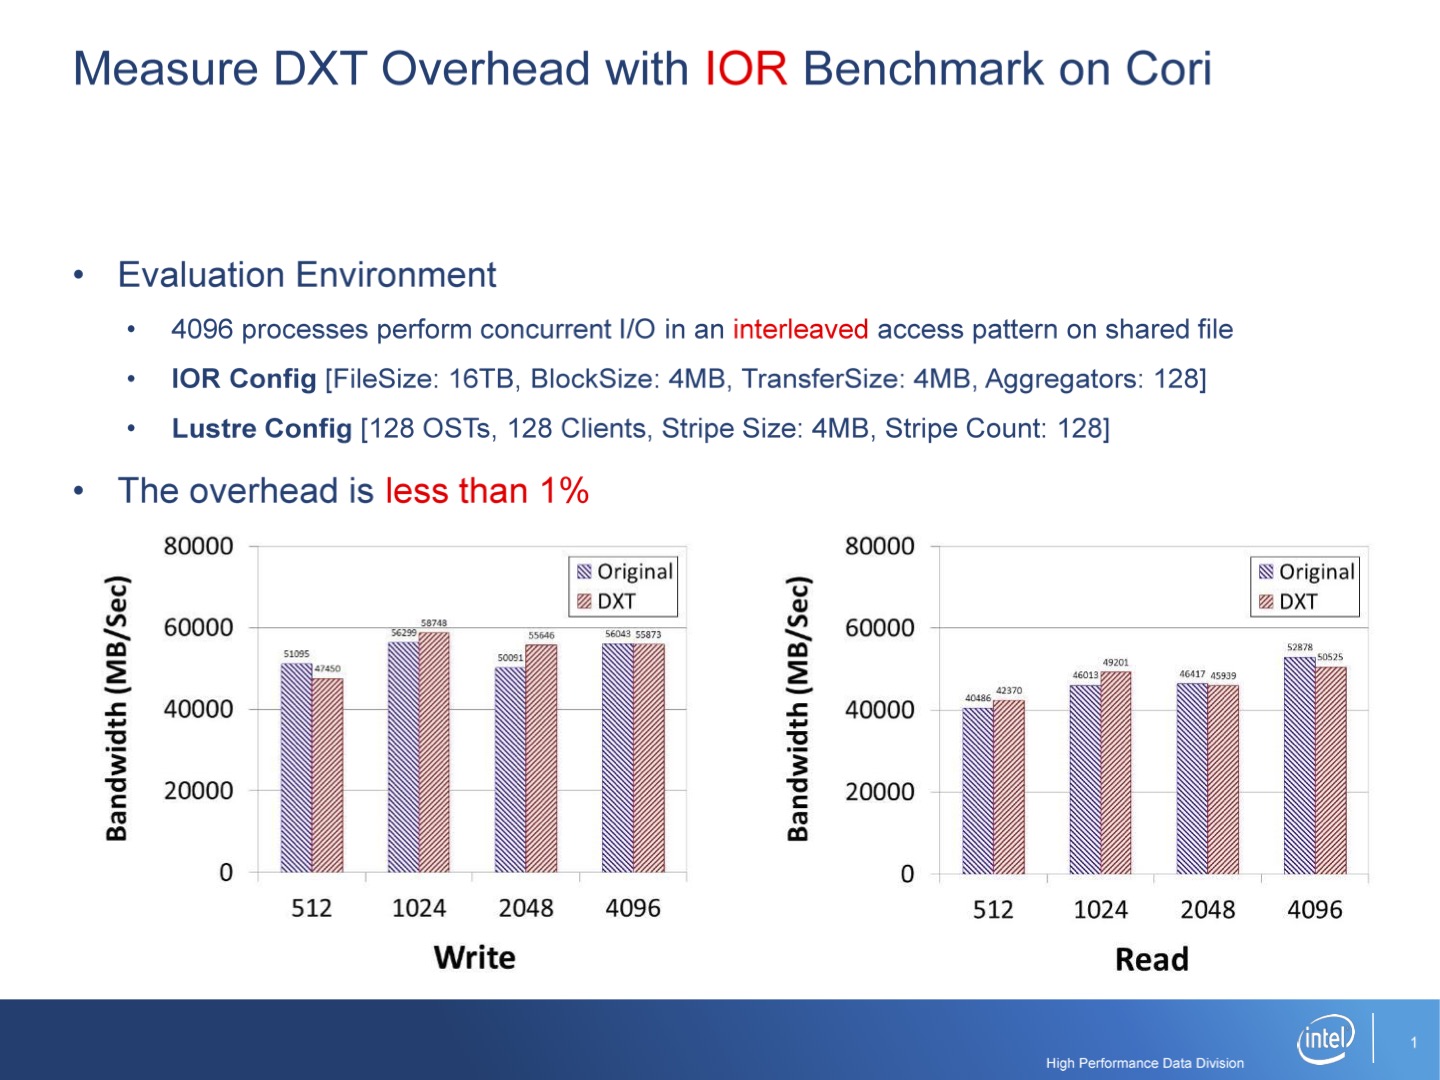 Measure DXT Overhead with IOR Benchmark on Cori
• Evaluation Environment
• 4096 processes perform concurrent I/O in an interleaved access pattern on shared file
• IOR Config [FileSize: 16TB, BlockSize: 4MB, TransferSize: 4MB, Aggregators: 128]
• Lustre Config [128 OSTs, 128 Clients, Stripe Size: 4MB, Stripe Count: 128]
• The overhead is less than 1%
Bandwidth (MB/Sec)
80000
60000
40000
20000
0
Original
DXT
51095 47450
56299 58748
50091 55646
56043 55873
512 1024 2048 4096
Write
Bandwidth (MB/Sec)
80000
60000
40000
20000
0
Original
DXT
40486 42370
46013 49201
46417 45939
52878 50525
512 1024 2048 4096
Read
High Performance Data Division
intel
1